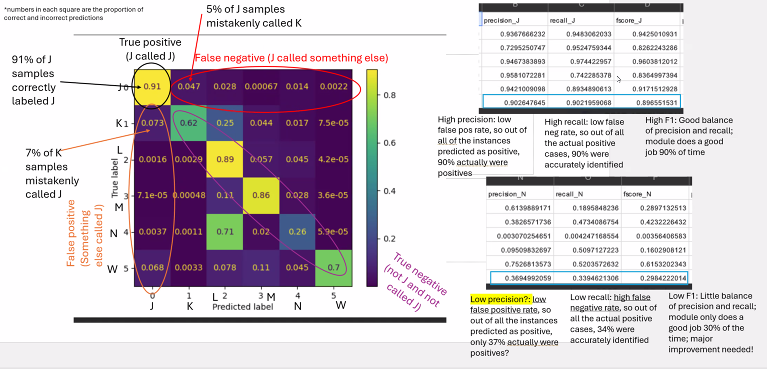 *numbers in each square are the proportion of
correct and incorrect predictions
5% of J samples
mistakenly called K
True positive
(J called J)
False negative (J called something else)
91% of J
samples
correctly
labeled J
7% of K
samples
mistakenly
called J
False positive
(Something
else called J)
True label
J 0
K 1
L
2
3
M
N 4
W 5
0.91 0.047 0.028 0.00067 0.014 0.0022
0.073 0.62 0.25 0.044 0.017 7.5e-05
0.0016 0.0029 0.89 0.057 0.045 4.2e-05
7.1e-05 0.00048 0.11 0.86 0.028 3.6e-05
0.0037 0.0011 0.71 0.02 0.26 5.9e-05
0.068 0.0033 0.078 0.11 0.045 0.7
0 1 2 3 4 5
J K L M N W
Predicted label
0.8
0.6
0.4
0.2
True negative
(not J and not
called J)
precision_J recall_J fscore_J
0.9367666232 0.9483062033 0.9425010931
0.7295250747 0.9524759344 0.8262243286
0.9467383893 0.974422957 0.9603812012
0.9581072281 0.742285378 0.8364997394
0.9421009098 0.8934890613 0.9171512928
0.902647645 0.9021959068 0.896551531
High precision: low
false pos rate, so out
all of the instances
predicted as positive,
90% actually were
positives
High recall: low false
neg rate, so out of all
the actual positive
cases, 90% were
accurately identified
High F1: Good balance
of precision and recall;
module does a good
job 90% of time
precision_N recall_N fscore_N
0.6139889171 0.1895848236 0.2897132513
0.3826571736 0.4734086754 0.4232226432
0.003070254651 0.004247168554 0.00356406583
0.09509832697 0.5097127223 0.1602908121
0.7526813573 0.5203572632 0.6153202343
0.3694992059 0.3394621306 0.2984222014
Low precision?: low
false positive rate, so
out of all the instances
predicted as positive,
only 37% actually were
positives?
Low recall: high false
negative rate, so out of
all the actual positive
cases, 34% were
accurately identified
Low F1: Little balance
of precision and recall;
module only does a
good job 30% of the
time; major
improvement needed!